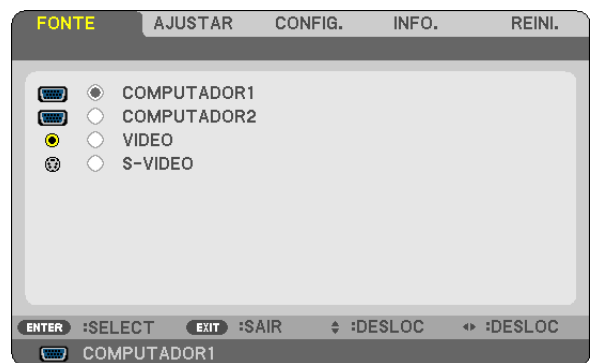 FONTE AJUSTAR CONFIG. INFO. REINI.
COMPUTADOR1
COMPUTADOR2
VIDEO
S-VIDEO
ENTER :SELECT EXIT :SAIR :DESLOC :DESLOC
COMPUTADOR1